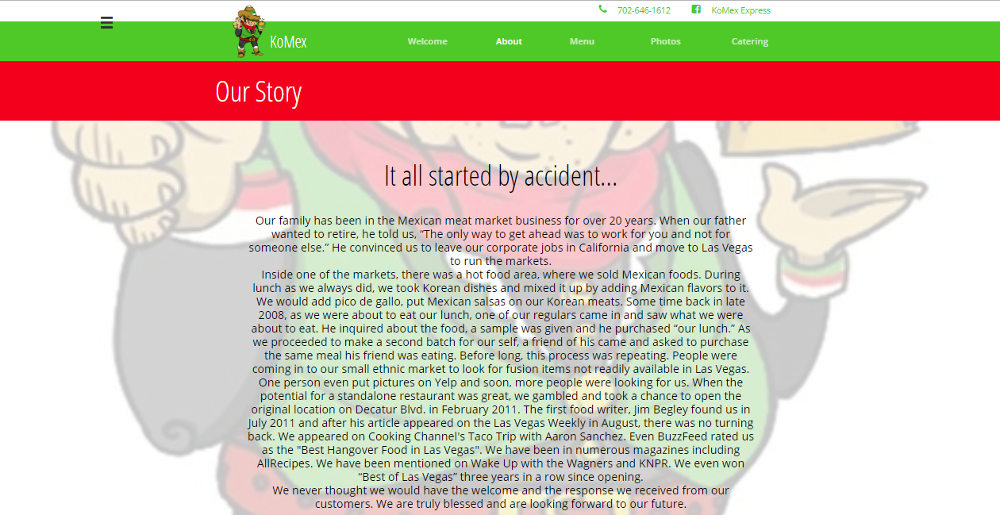 702-646-1612 KoMex Express
KoMex Welcome About Menu Photos Catering
Our Story
It all started by accident...
Our family has been in the Mexican meat market business for over 20 years. When our father
wanted to retire, he told us, “The only way to get ahead was to work for you and not for
someone else.” He convinced us to leave our corporate jobs in California and move to Las Vegas
to run the markets.
Inside one of the markets, there was a hot food area, where we sold Mexican foods. During
lunch as we always did, we took Korean dishes and mixed it up by adding Mexican flavors to it.
We would add pico de gallo, put Mexican salsas on our Korean meats. Some time back in late
2008, as we were about to eat our lunch, one of our regulars came in and saw what we were
about to eat. He inquired about the food, a sample was given and he purchased “our lunch.” As
we proceeded to make a second batch for our self, a friend of his came and asked to purchase
the same meal his friend was eating. Before long, this process was repeating. People were
coming in to our small ethnic market to look for fusion items not readily available in Las Vegas.
One person even put pictures on Yelp and soon, more people were looking for us. When the
potential for a standalone restaurant was great, we gambled and took a chance to open the
original location on Decatur Blvd. in February 2011. The first food writer, Jim Begley found us in
July 2011 and after his article appeared on the Las Vegas Weekly in August, there was no turning
back. We appeared on Cooking Channel's Taco Trip with Aaron Sanchez. Even BuzzFeed rated us
as the "Best Hangover Food in Las Vegas". We have been in numerous magazines including
AllRecipes. We have been mentioned on Wake Up with the Wagners and KNPR. We even won
“Best of Las Vegas” three years in a row since opening.
We never thought we would have the welcome and the response we received from our
customers. We are truly blessed and are looking forward to our future.